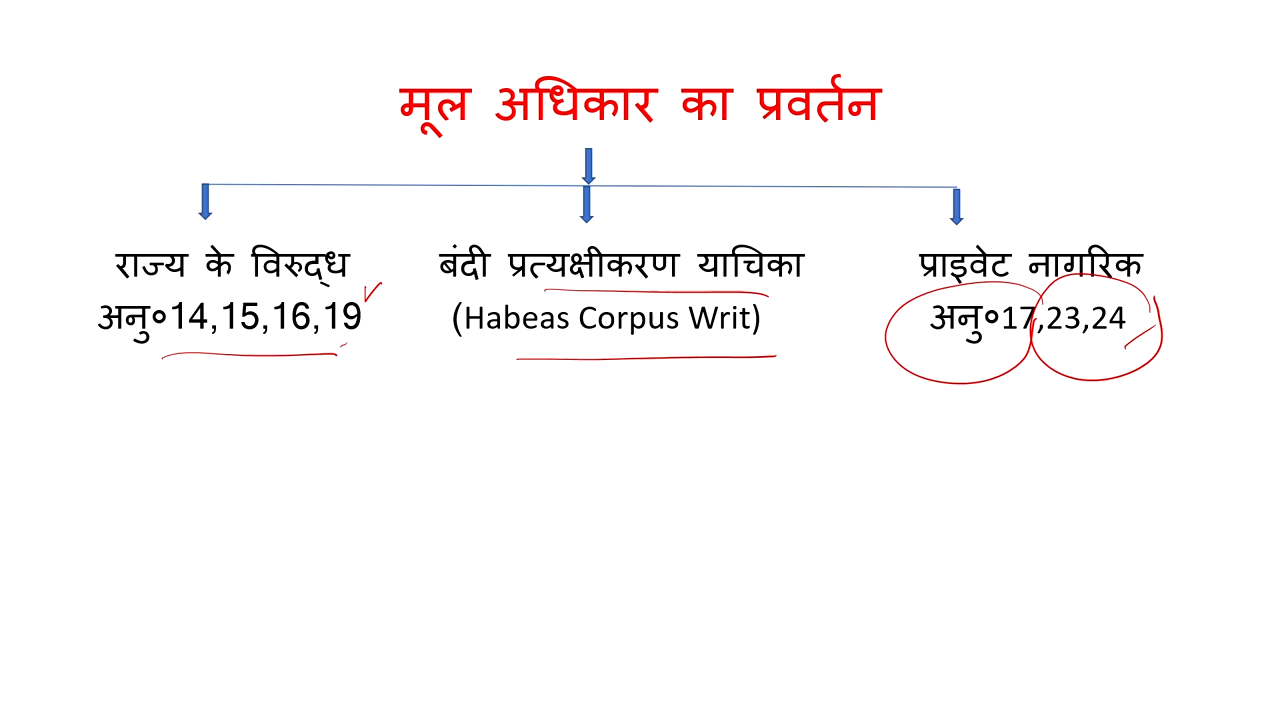 मूल अधिकार का प्रवर्तन
राज्य के विरुद्ध
अनु०14,15,16,19
बंदी प्रत्यक्षीकरण याचिका
(Habeas Corpus Writ)
प्राइवेट नागरिक
अनु०17,23,24